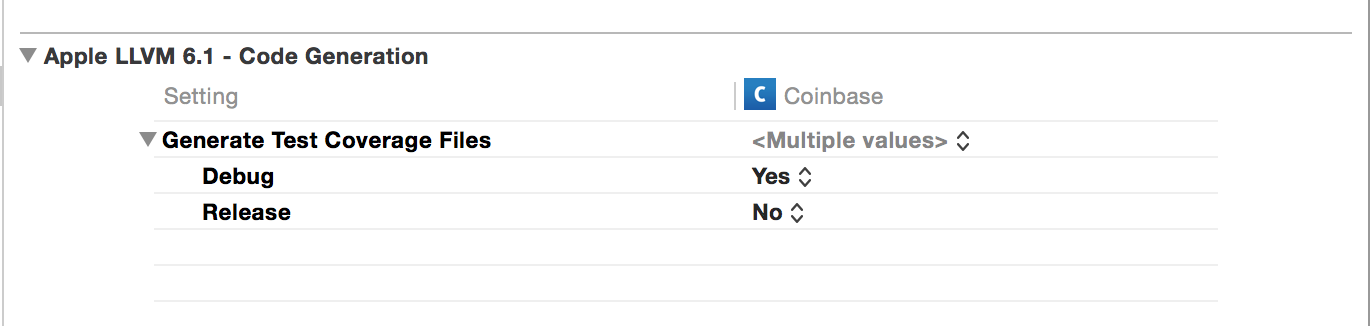 Apple LLVM 6.1 - Code Generation
Setting C Coinbase
Generate Test Coverage Files <Multiple values>
Debug Yes
Release No